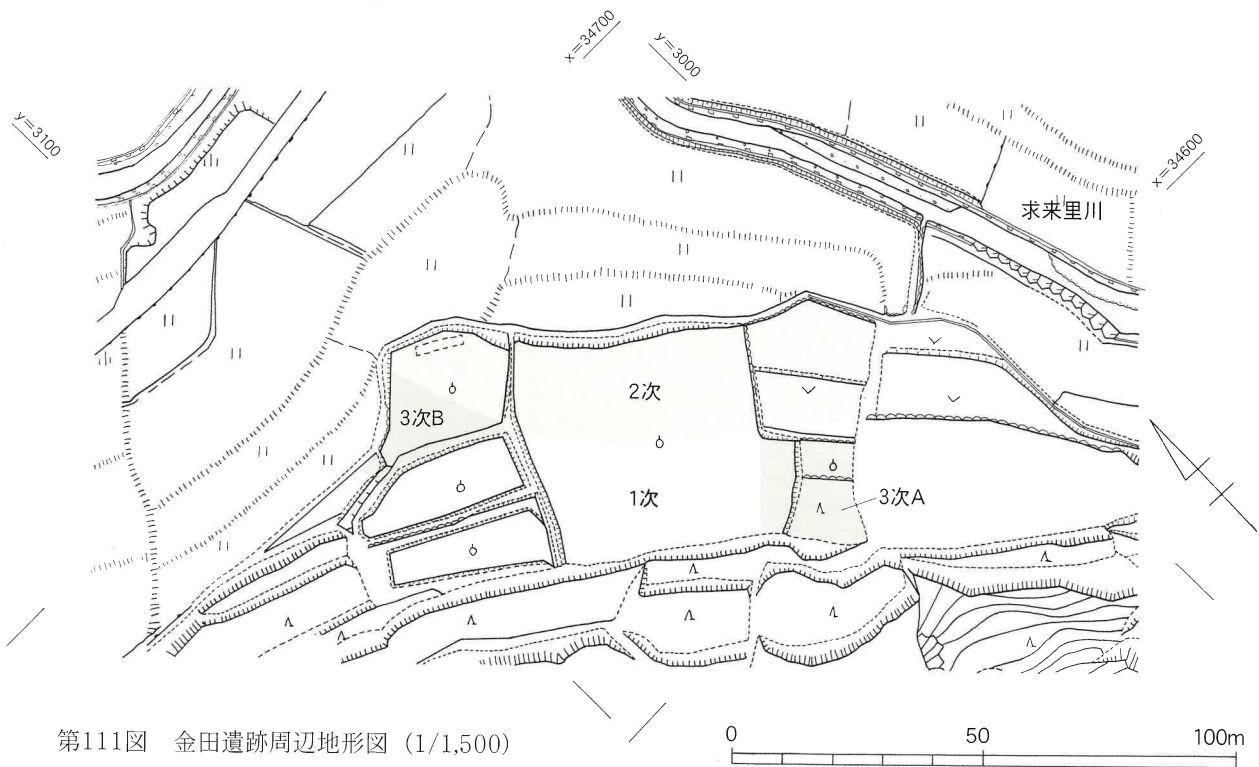 x=34700
y=3000
y=3100
x=34600
求来里川
2次
3次B
1次
3次A
第111図 金田遺跡周辺地形図 (1/1,500)
0 50 100m